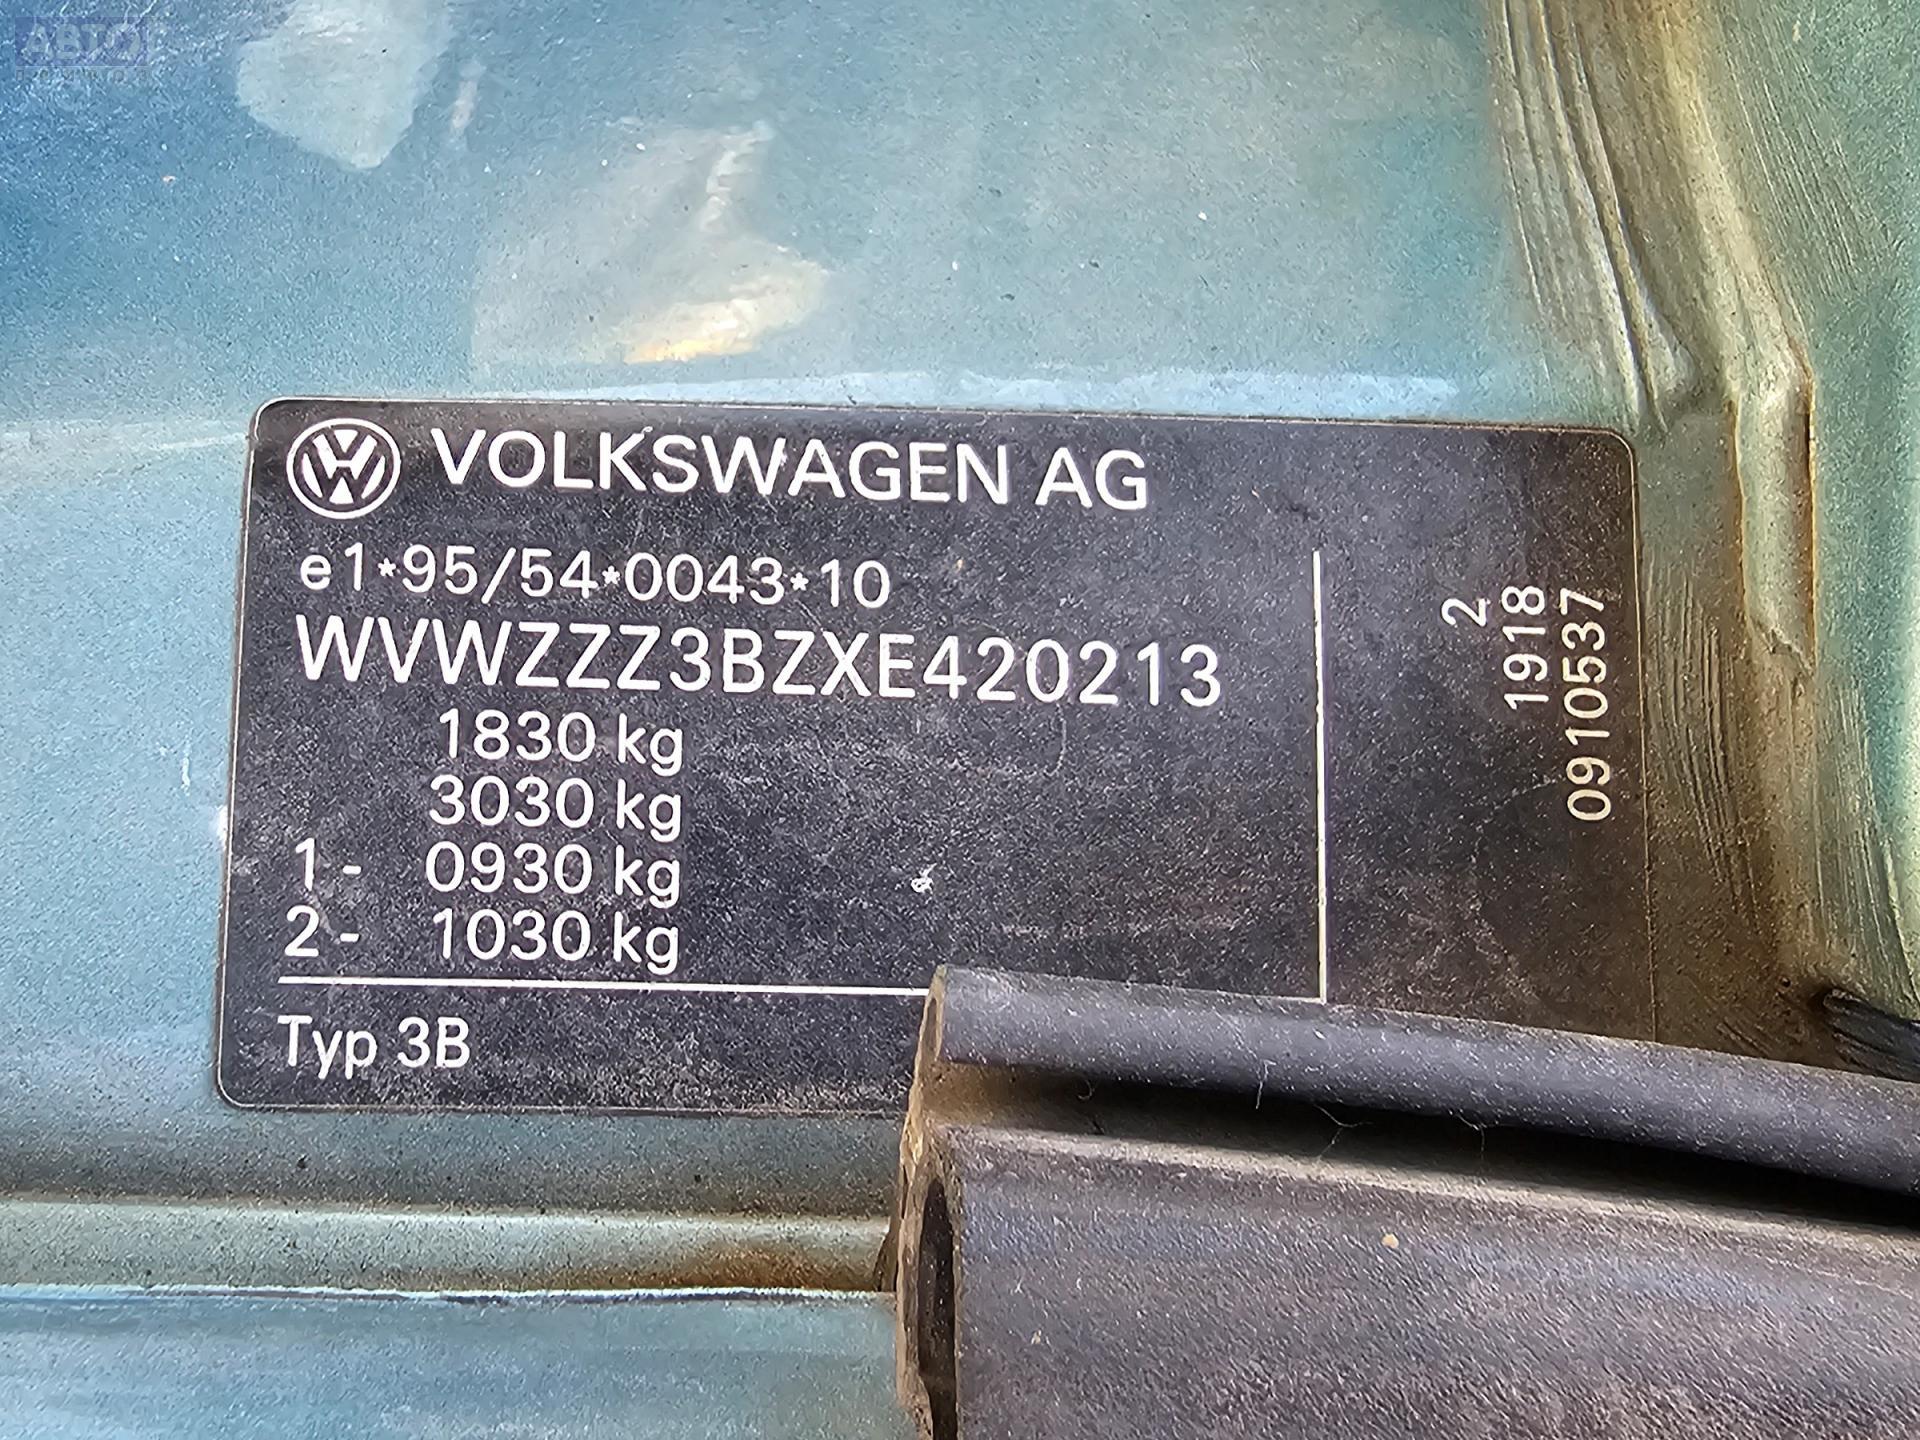 АВТО
VOLKSWAGEN AG
e1*95/54*0043*10
WVWZZZ3BZXE420213
1830 kg
3030 kg
1- 0930 kg
2- 1030 kg
Typ 3B
2
1918
0910537